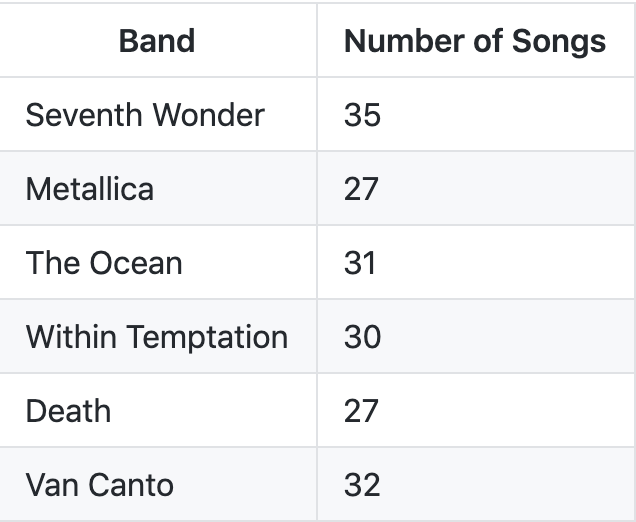 Band Number of Songs
Seventh Wonder 35
Metallica 27
The Ocean 31
Within Temptation 30
Death 27
Van Canto 32